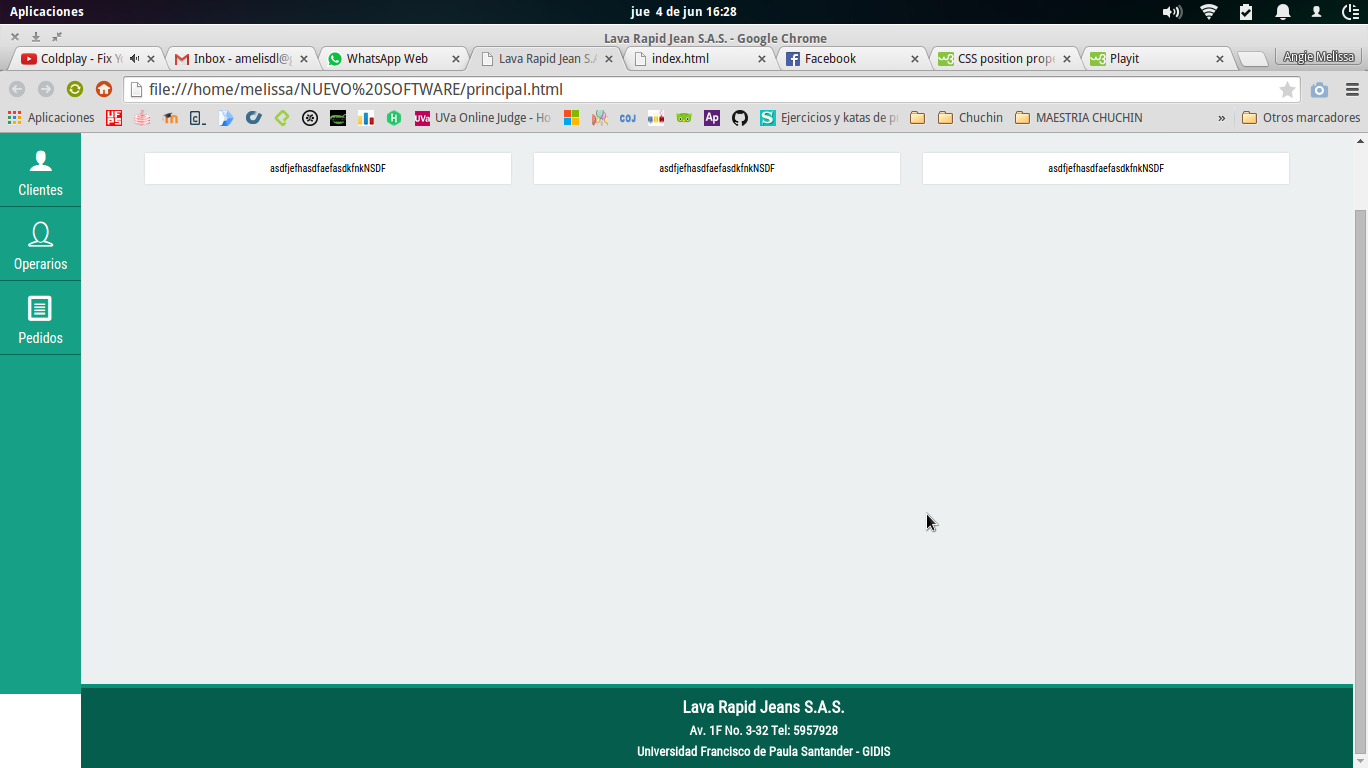 Aplicaciones
jue 4 de jun 16:28
Lava Rapid Jean S.A.S. - Google Chrome
Coldplay - Fix Y
Inbox - amelisdl@g
WhatsApp Web
Lava Rapid Jean S.A
index.html
Facebook
CSS position prope
Playit
Angie Melissa
file:///home/melissa/NUEVO%20SOFTWARE/principal.html
Aplicaciones
UVa Online Judge - Ho
COJ
Ap
Ejercicios y katas de p
Chuchin
MAESTRIA CHUCHIN
»
Otros marcadores
Clientes
Operarios
Pedidos
asdfjefhasdfaefasdkfnkNSDF
asdfjefhasdfaefasdkfnkNSDF
asdfjefhasdfaefasdkfnkNSDF
Lava Rapid Jeans S.A.S.
Av. 1F No. 3-32 Tel: 5957928
Universidad Francisco de Paula Santander - GIDIS